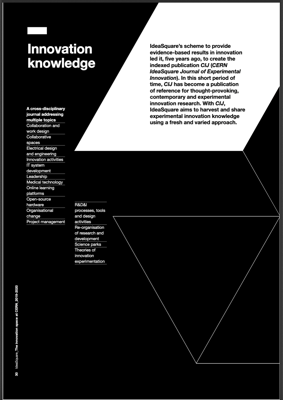 Innovation
knowledge
IdeaSquare's scheme to provide
evidence-based results in innovation
led it, five years ago, to create the
indexed publication CIJ (CERN
IdeaSquare Journal of Experimental
Innovation). In this short period of
time, CIJ has become a publication
of reference for thought-provoking,
contemporary and experimental
innovation research. With CIJ,
IdeaSquare aims to harvest and share
experimental innovation knowledge
using a fresh and varied approach.
A cross-disciplinary
journal addressing
multiple topics
Collaboration and
work design
Collaborative
spaces
Electrical design
and engineering
Innovation activities
IT system
development
Leadership
Medical technology
Online learning
platforms
Open-source
hardware
Organisational
change
Project management
R&D&I
processes, tools
and design
activities
Re-organisation
of research and
development
Science parks
Theories of
innovation
experimentation
IdeaSquare: The innovation space at CERN,